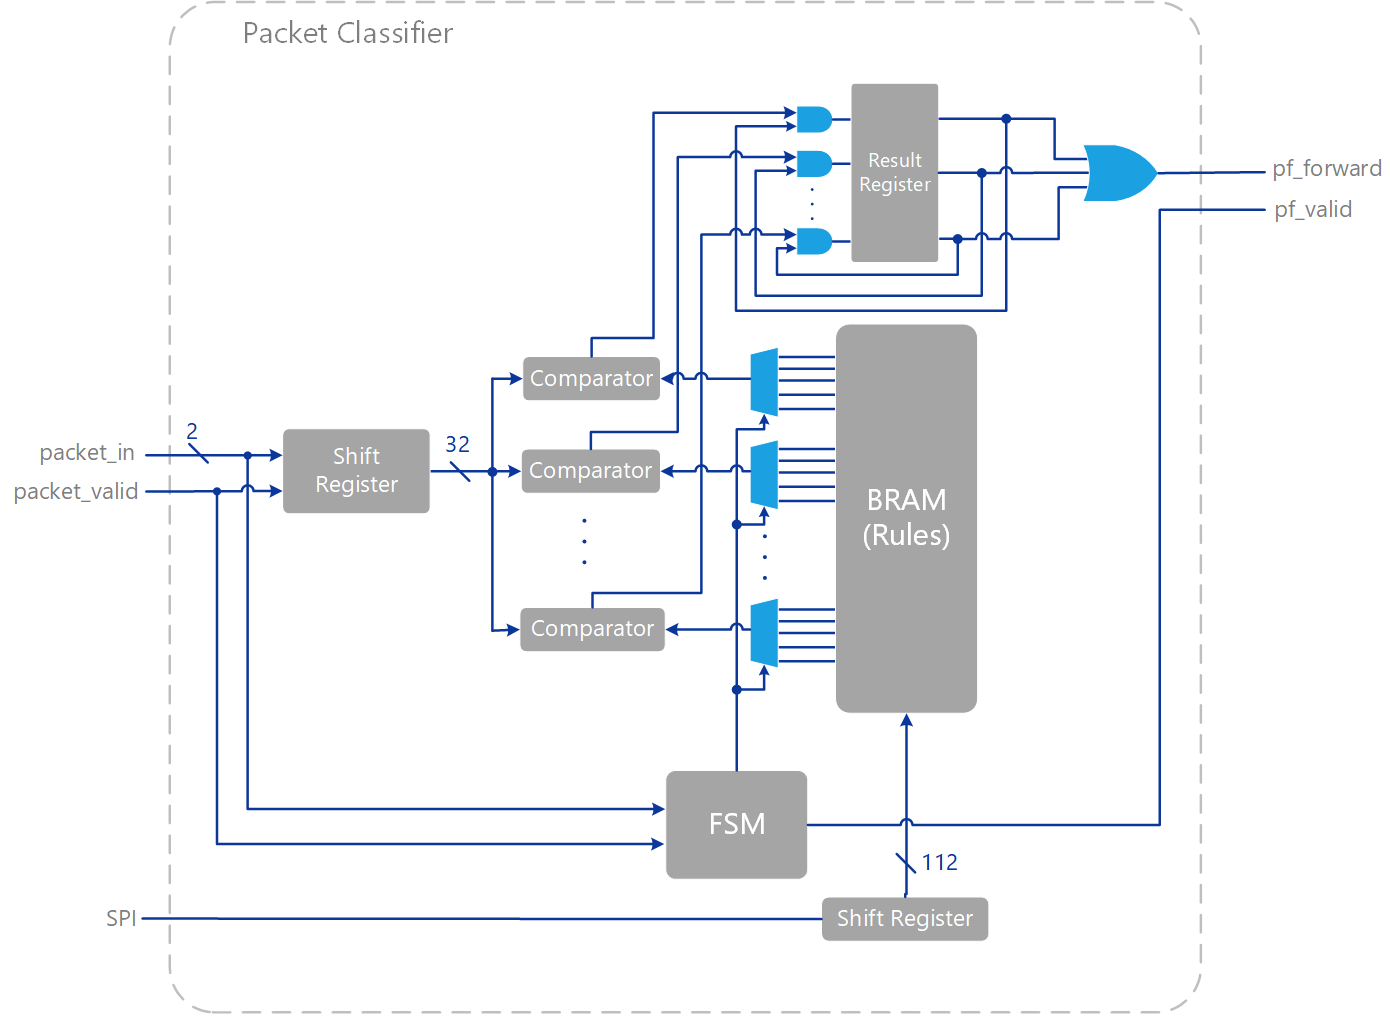 Packet Classifier
Result
Register
pf_forward
pf_valid
Comparator
2
packet_in
packet_valid
Shift
Register
32
Comparator
BRAM
(Rules)
Comparator
FSM
112
SPI
Shift Register